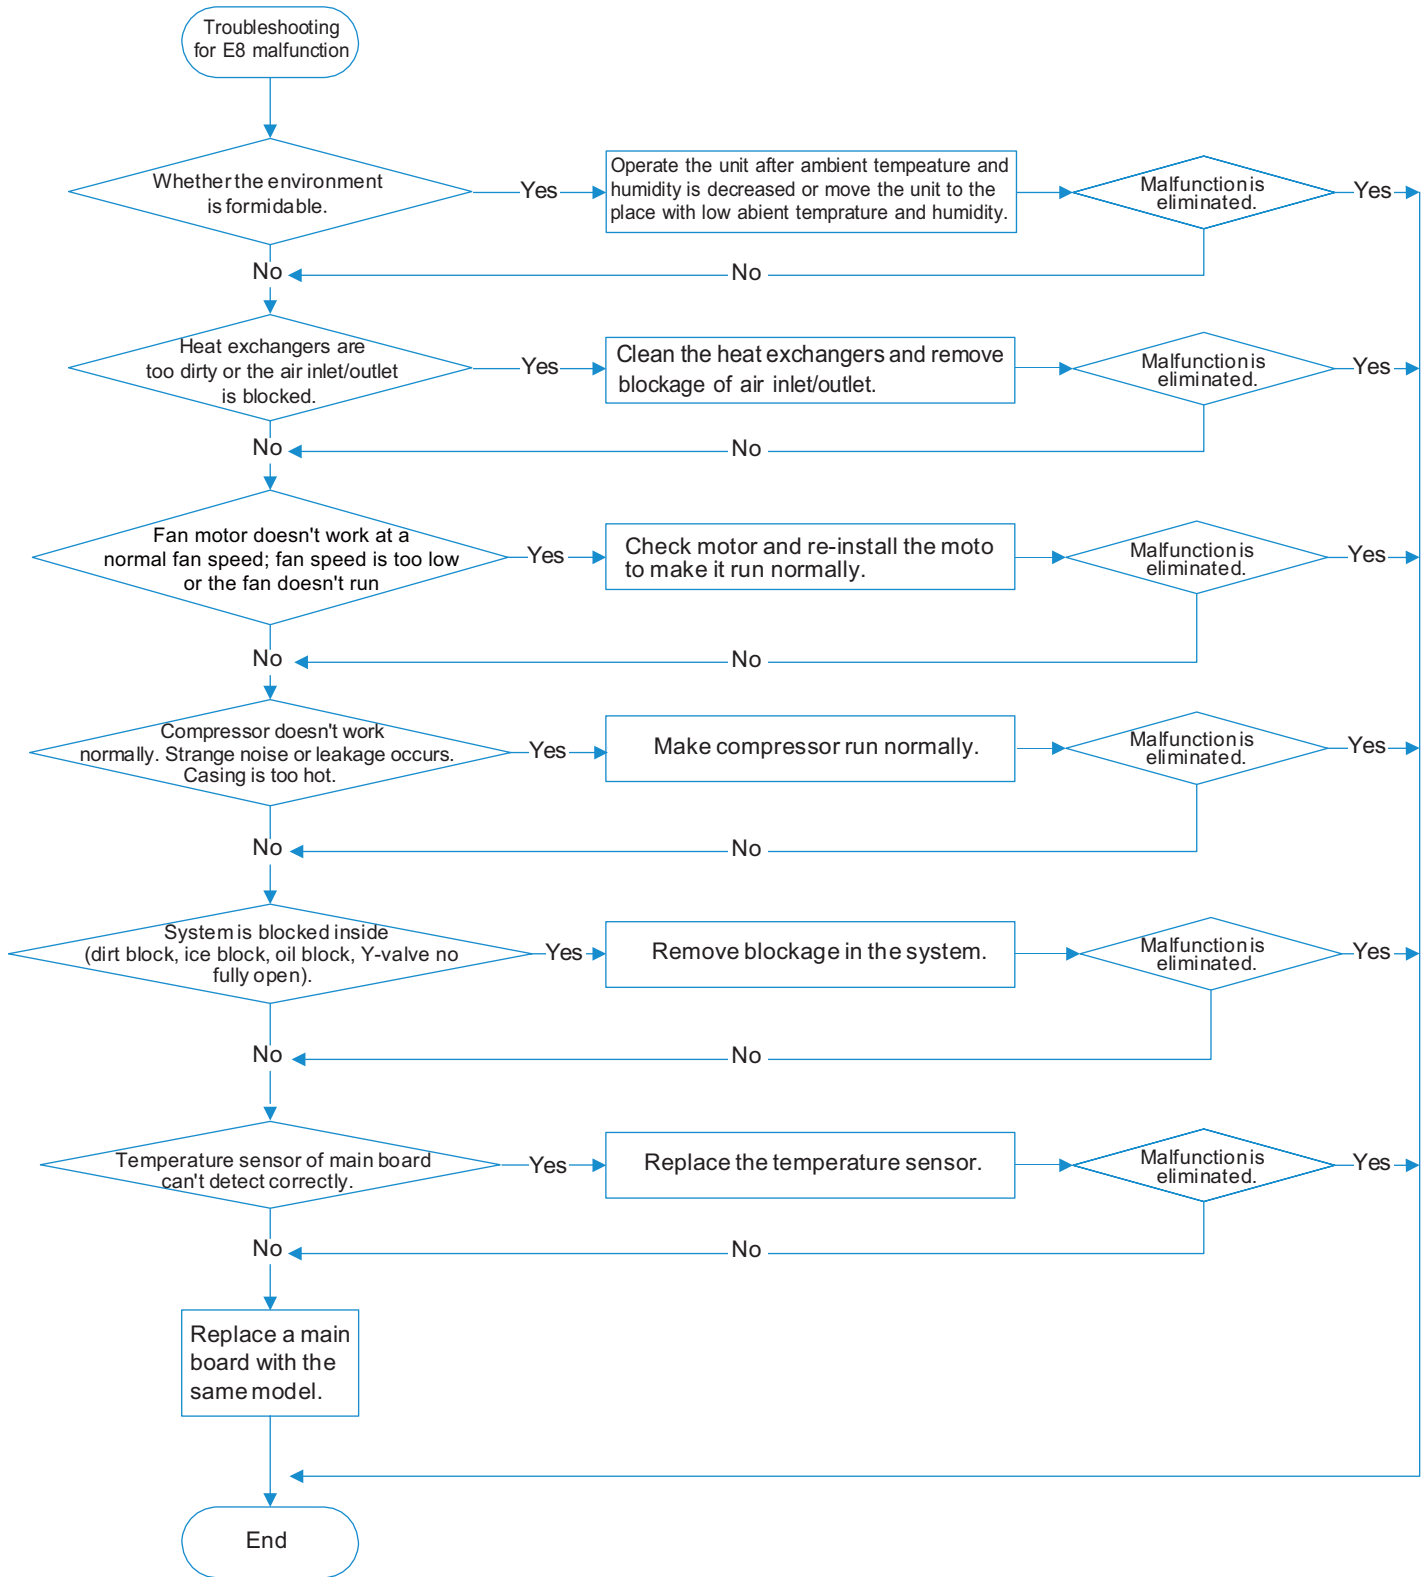 Troubleshooting
for E8 malfunction
Whether the environment
is formidable.
Yes
Operate the unit after ambient tempeature and
humidity is decreased or move the unit to the
place with low abient temprature and humidity.
Malfunction is
eliminated.
Yes
No
No
Heat exchangers are
too dirty or the air inlet/outlet
is blocked.
Yes
Clean the heat exchangers and remove
blockage of air inlet/outlet.
Malfunction is
eliminated.
Yes
No
No
Fan motor doesn't work at a
normal fan speed; fan speed is too low
or the fan doesn't run
Yes
Check motor and re-install the moto
to make it run normally.
Malfunction is
eliminated.
Yes
No
No
Compressor doesn't work
normally. Strange noise or leakage occurs.
Casing is too hot.
Yes
Make compressor run normally.
Malfunction is
eliminated.
Yes
No
No
System is blocked inside
(dirt block, ice block, oil block, Y-valve no
fully open).
Yes
Remove blockage in the system.
Malfunction is
eliminated.
Yes
No
No
Temperature sensor of main board
can't detect correctly.
Yes
Replace the temperature sensor.
Malfunction is
eliminated.
Yes
No
No
Replace a main
board with the
same model.
End